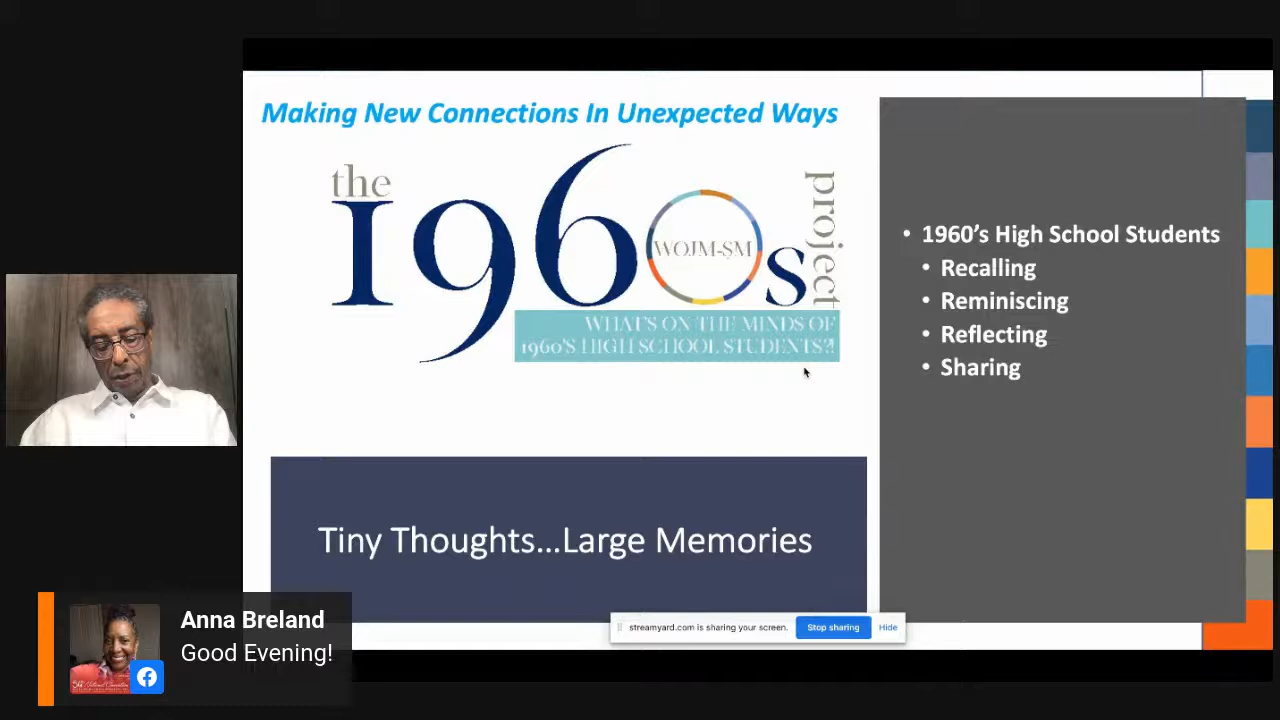 Making New Connections In Unexpected Ways
the
1960s
WOJM-SM
project
WHAT'S ON THE MINDS OF
1960'S HIGH SCHOOL STUDENTS?!
• 1960's High School Students
• Recalling
• Reminiscing
• Reflecting
• Sharing
Tiny Thoughts...Large Memories
streamyard.com is sharing your screen.
Stop sharing
Hide
Anna Breland
Good Evening!